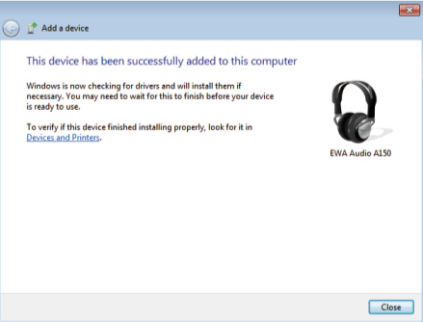 Add a device
This device has been successfully added to this computer
Windows is now checking for drivers and will install them if
necessary. You may need to wait for this to finish before your device
is ready to use.
To verify if this device finished installing properly, look for it in
Devices and Printers.
EWA Audio A150
Close